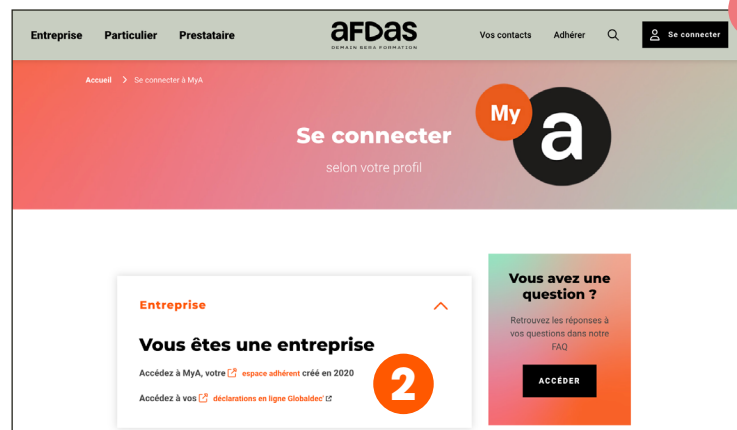 Entreprise Particulier Prestataire
afdas
DEMAIN SERA FORMATION
Vos contacts Adhérer
Se connecter
Accueil > Se connecter à MyA
Se connecter
selon votre profil
My
a
Entreprise
Vous êtes une entreprise
Accédez à MyA, votre espace adhérent créé en 2020
Accédez à vos déclarations en ligne Globaldec'
2
Vous avez une
question ?
Retrouvez les réponses à
vos questions dans notre
FAQ
ACCÉDER